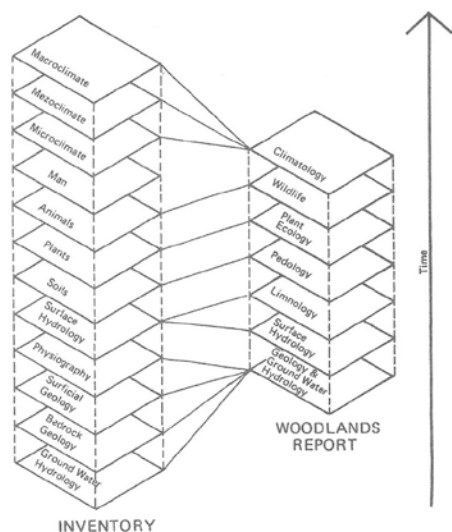 Macroclimate
Mezoclimate
Microclimate
Man
Animals
Plants
Soils
Surface
Hydrology
Physiography
Surficial
Geology
Bedrock
Geology
Ground Water
Hydrology
INVENTORY
Climatology
Wildlife
Plant
Ecology
Pedology
Limnology
Surface
Hydrology
Geology &
Ground Water
Hydrology
WOODLANDS
REPORT
Time